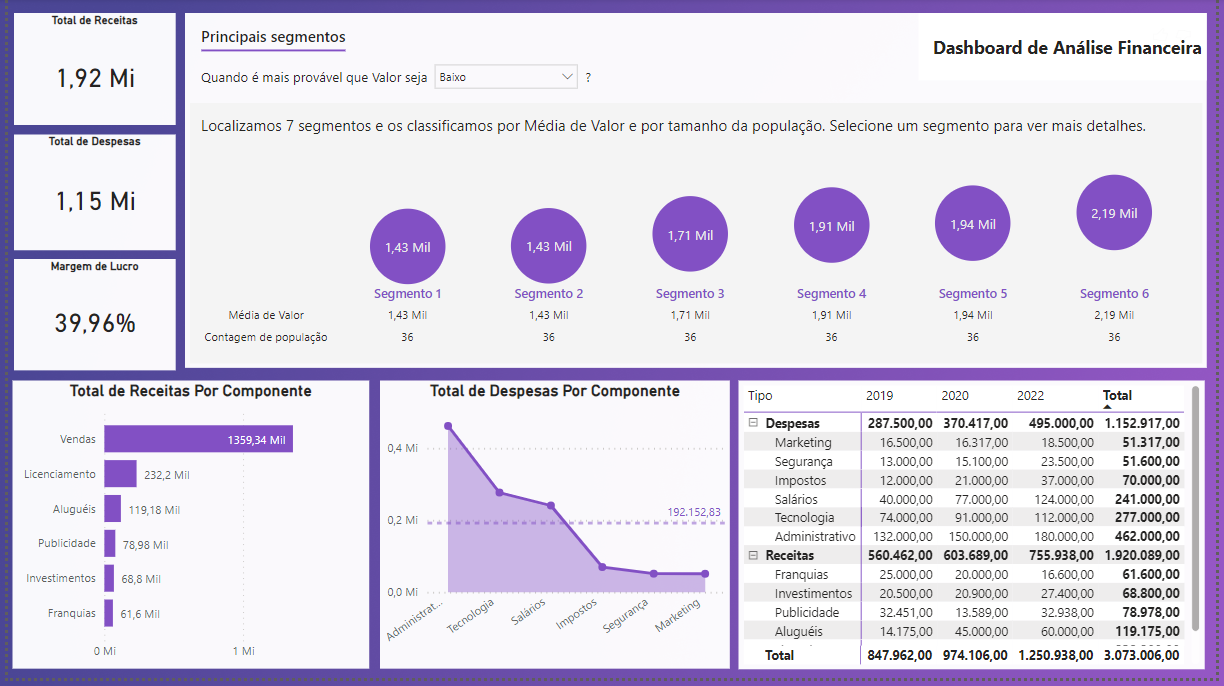 Total de Receitas
1,92 Mi
Total de Despesas
1,15 Mi
Margem de Lucro
39,96%
Principais segmentos
Dashboard de Análise Financeira
Quando é mais provável que Valor seja Baixo ?
Localizamos 7 segmentos e os classificamos por Média de Valor e por tamanho da população. Selecione um segmento para ver mais detalhes.
1,43 Mil 1,43 Mil 1,71 Mil 1,91 Mil 1,94 Mil 2,19 Mil
Segmento 1 Segmento 2 Segmento 3 Segmento 4 Segmento 5 Segmento 6
Média de Valor 1,43 Mil 1,43 Mil 1,71 Mil 1,91 Mil 1,94 Mil 2,19 Mil
Contagem de população 36 36 36 36 36 36
Total de Receitas Por Componente
Vendas 1359,34 Mil
Licenciamento 232,2 Mil
Aluguéis 119,18 Mil
Publicidade 78,98 Mil
Investimentos 68,8 Mil
Franquias 61,6 Mil
0 Mi 1 Mi
Total de Despesas Por Componente
0,4 Mi
192.152,83
0,2 Mi
0,0 Mi
Administrat... Tecnologia Salários Impostos Segurança Marketing
Tipo 2019 2020 2022 Total
Despesas 287.500,00 370.417,00 495.000,00 1.152.917,00
Marketing 16.500,00 16.317,00 18.500,00 51.317,00
Segurança 13.000,00 15.100,00 23.500,00 51.600,00
Impostos 12.000,00 21.000,00 37.000,00 70.000,00
Salários 40.000,00 77.000,00 124.000,00 241.000,00
Tecnologia 74.000,00 91.000,00 112.000,00 277.000,00
Administrativo 132.000,00 150.000,00 180.000,00 462.000,00
Receitas 560.462,00 603.689,00 755.938,00 1.920.089,00
Franquias 25.000,00 20.000,00 16.600,00 61.600,00
Investimentos 20.500,00 20.900,00 27.400,00 68.800,00
Publicidade 32.451,00 13.589,00 32.938,00 78.978,00
Aluguéis 14.175,00 45.000,00 60.000,00 119.175,00
Total 847.962,00 974.106,00 1.250.938,00 3.073.006,00